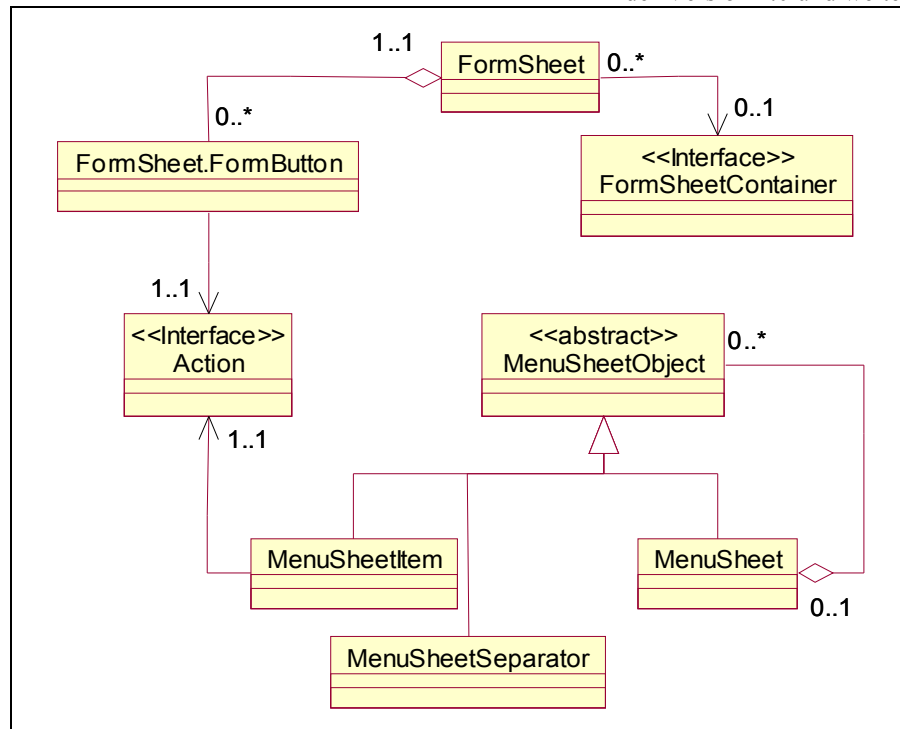 1..1
FormSheet
0..*
0..*
0..1
FormSheet.FormButton
<<Interface>>
FormSheetContainer
1..1
<<Interface>>
Action
<<abstract>>
MenuSheetObject
0..*
1..1
MenuSheetItem
MenuSheet
0..1
MenuSheetSeparator